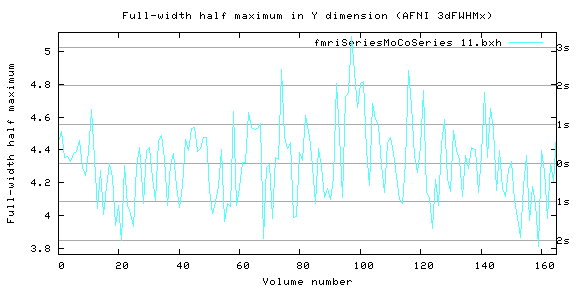 Full-width half maximum in Y dimension (AFNI 3dFWHMx)
fmriSeriesMoCoSeries 11.bxh
5
4.8
4.6
4.4
4.2
4
3.8
3s
2s
1s
0s
1s
2s
0 20 40 60 80 100 120 140 160
Full-width half maximum
Volume number